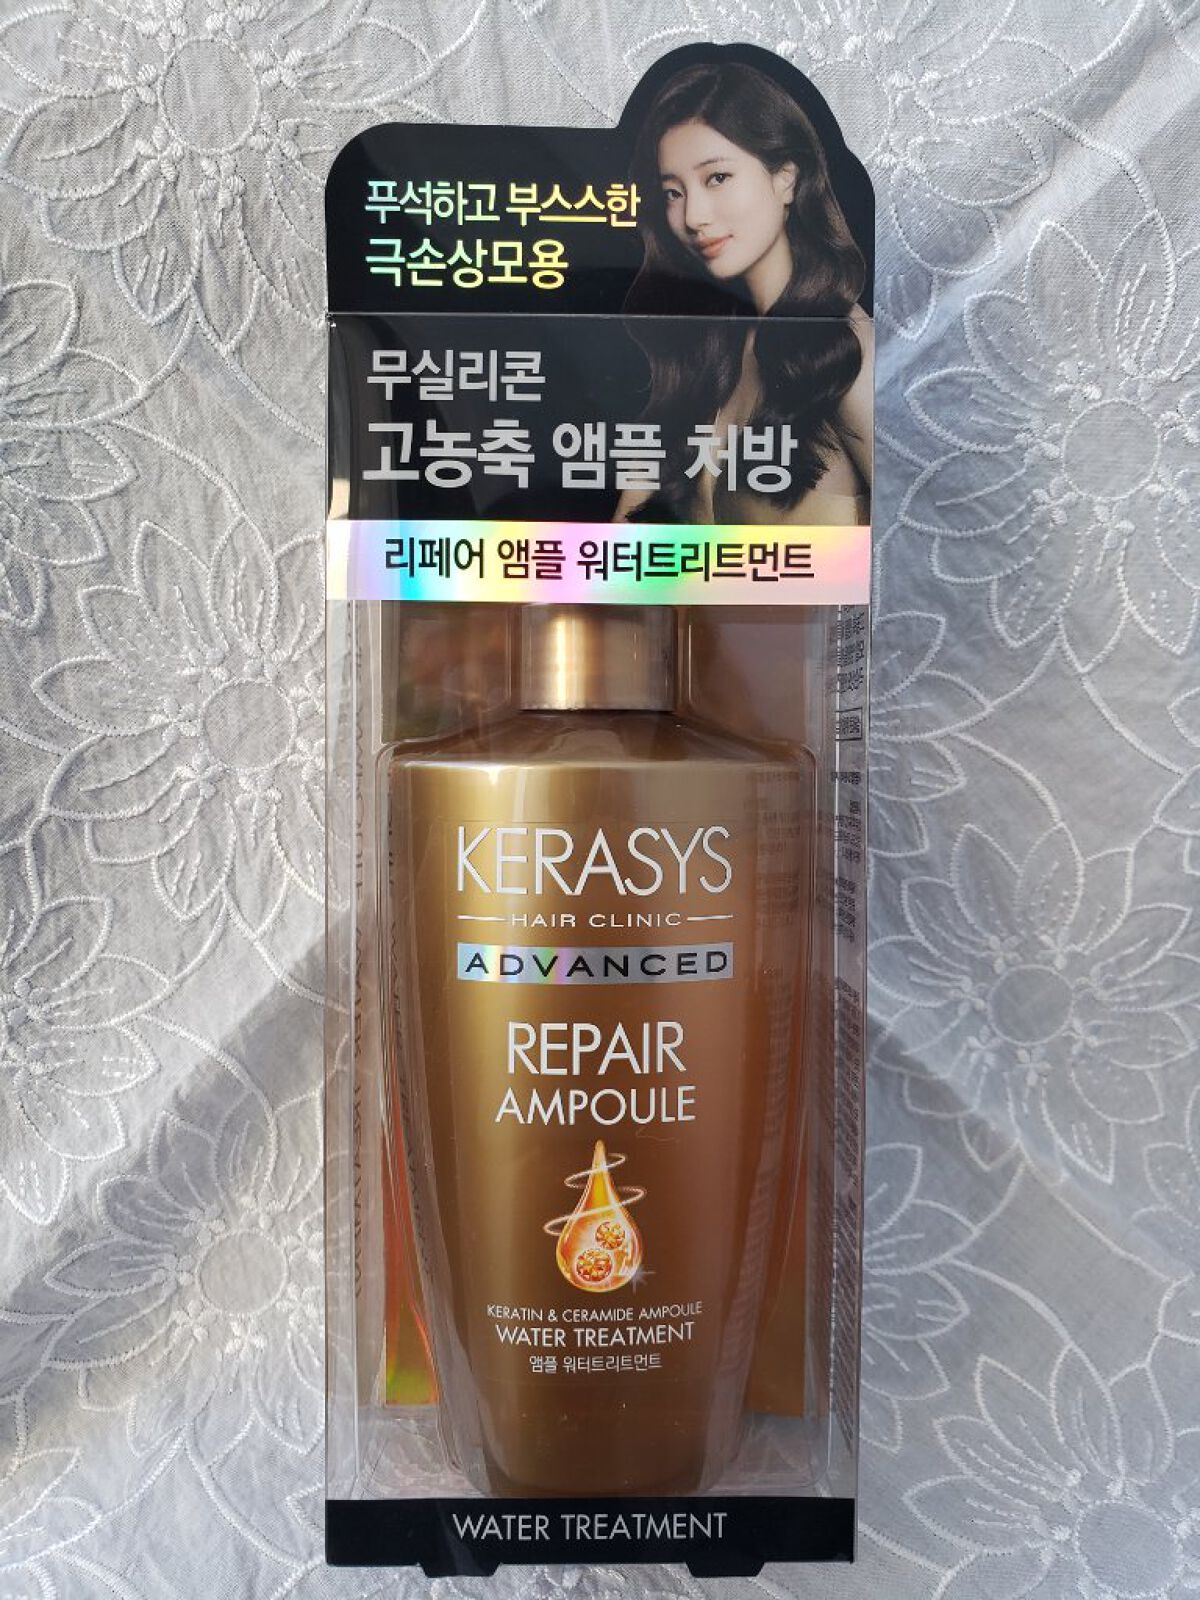 푸석하고 부스스한
극손상모용
무실리콘
고농축 앰플 처방
리페어 앰플 워터트리트먼트
KERASYS
HAIR CLINIC
ADVANCED
REPAIR
AMPOULE
KERATIN & CERAMIDE AMPOULE
WATER TREATMENT
앰플 워터트리트먼트
WATER TREATMENT